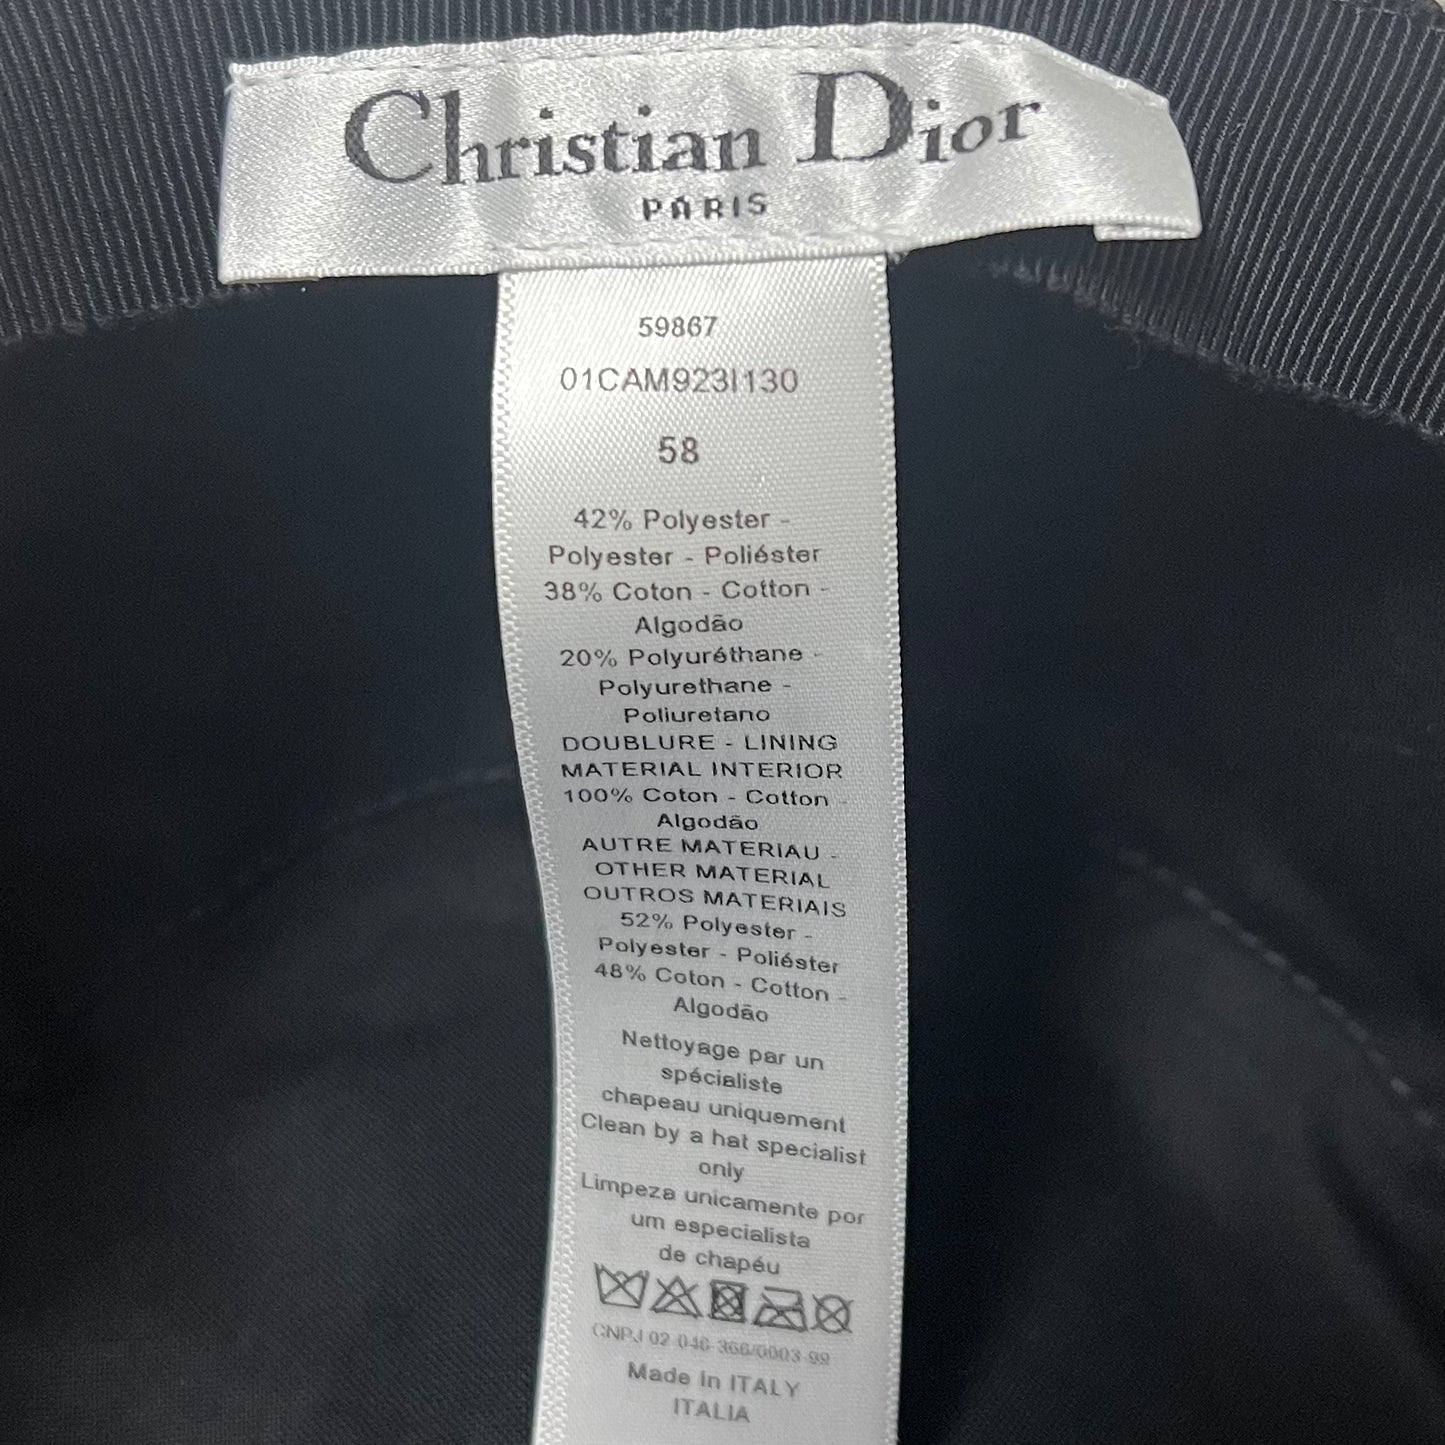 Christian Dior
PARIS
59867
01CAM923I130
58
42% Polyester -
Polyester - Poliéster
38% Coton - Cotton -
Algodão
20% Polyuréthane -
Polyurethane -
Poliuretano
DOUBLURE - LINING
MATERIAL INTERIOR
100% Coton - Cotton -
Algodão
AUTRE MATERIAU -
OTHER MATERIAL
OUTROS MATERIAIS
52% Polyester -
Polyester - Poliéster
48% Coton - Cotton -
Algodão
Nettoyage par un
spécialiste
chapeau uniquement
Clean by a hat specialist
only
Limpeza unicamente por
um especialista
de chapéu
CNPJ 02-046-366/0003-99
Made in ITALY
ITALIA